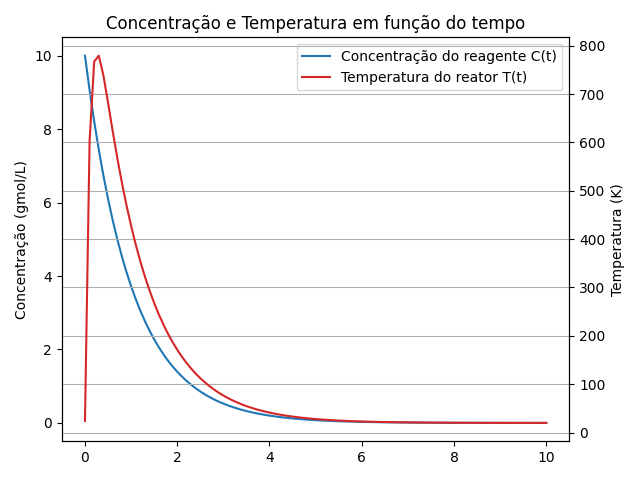 Concentração e Temperatura em função do tempo
Concentração do reagente C(t)
Temperatura do reator T(t)
Concentração (gmol/L)
10
8
6
4
2
0
800
700
600
500
400
300
200
100
0
Temperatura (K)
0 2 4 6 8 10